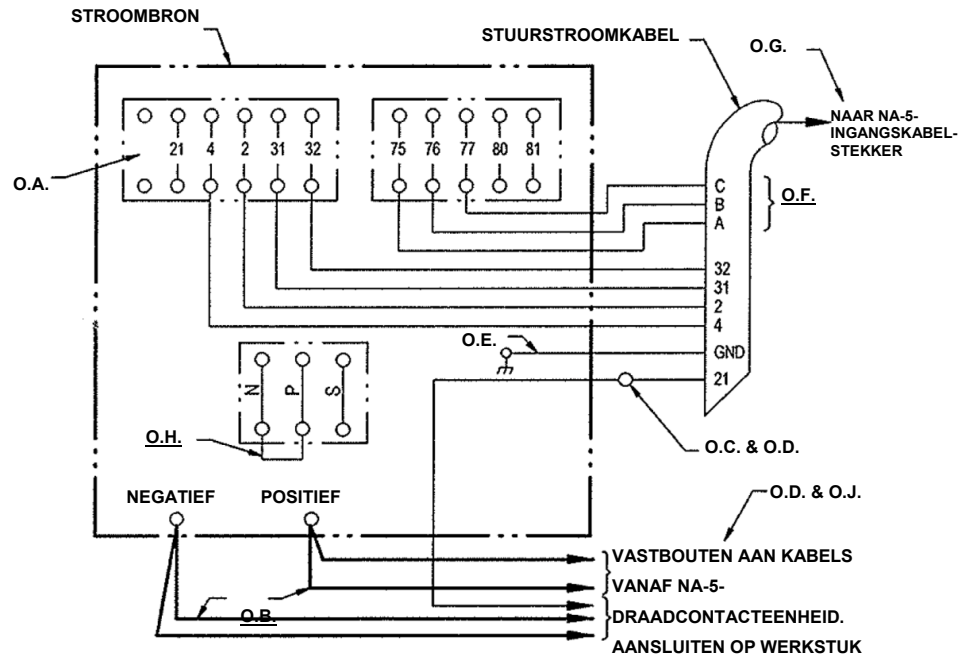 STROOMBRON
STUURSTROOMKABEL
O.G.
NAAR NA-5-
INGANGSKABEL-
STEKKER
21 4 2 31 32
75 76 77 80 81
O.A.
C
B
A
O.F.
32
31
2
4
GND
21
O.E.
N P S
O.H.
O.C. & O.D.
NEGATIEF
POSITIEF
O.D. & O.J.
VASTBOUTEN AAN KABELS
VANAF NA-5-
DRAADCONTACTEENHEID.
AANSLUITEN OP WERKSTUK
O.B.